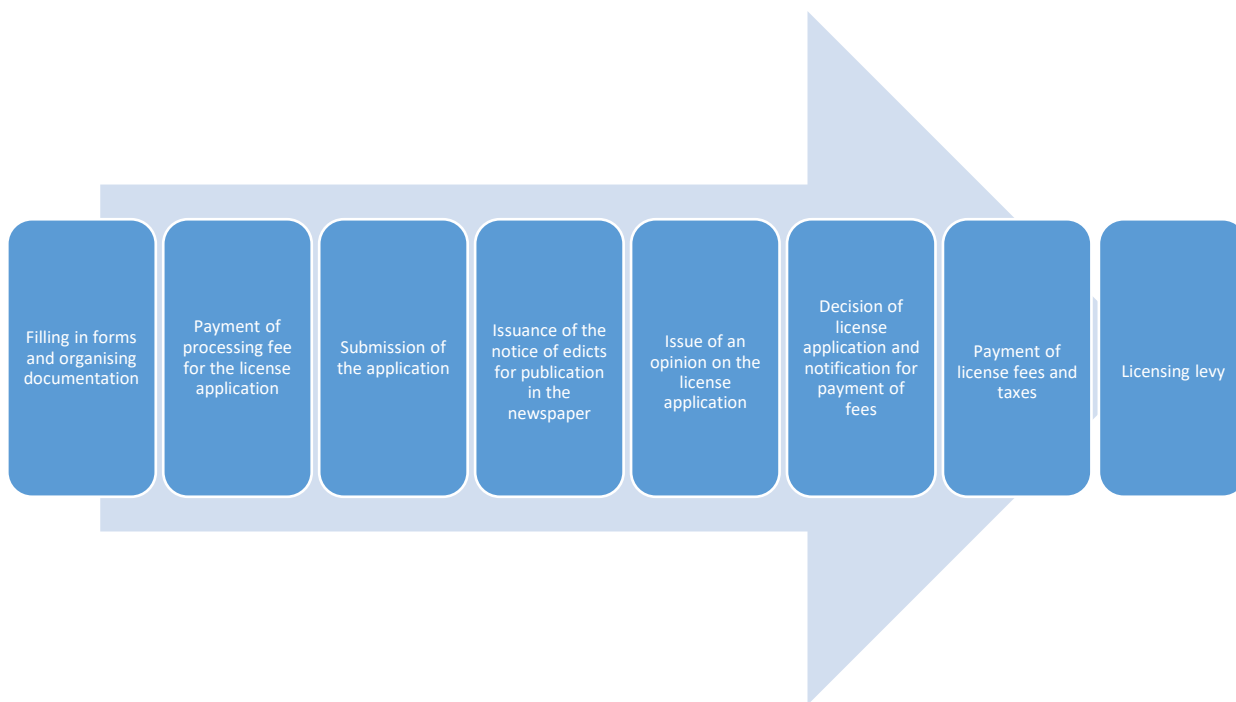 Filling in forms
and organising
documentation
Payment of
processing fee
for the license
application
Submission of
the application
Issuance of the
notice of edicts
for publication
in the
newspaper
Issue of an
opinion on the
license
application
Decision of
license
application and
notification for
payment of
fees
Payment of
license fees and
taxes
Licensing levy